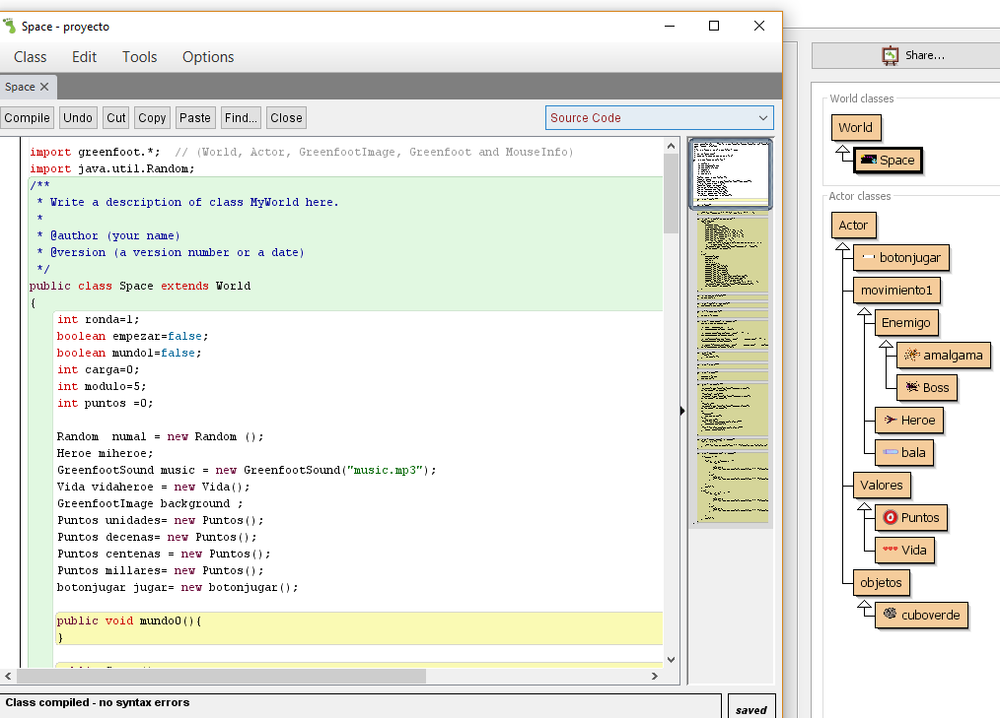 Space - proyecto
Class Edit Tools Options
Space
Compile Undo Cut Copy Paste Find... Close Source Code
import greenfoot.*;  // (World, Actor, GreenfootImage, Greenfoot and MouseInfo)
import java.util.Random;
/**
 * Write a description of class MyWorld here.
 *
 * @author (your name)
 * @version (a version number or a date)
 */
public class Space extends World
{
int ronda=1;
boolean empezar=false;
boolean mundo1=false;
int carga=0;
int modulo=5;
int puntos =0;
Random  numal = new Random ();
Heroe miheroe;
GreenfootSound music = new GreenfootSound("music.mp3");
Vida vidaheroe = new Vida();
GreenfootImage background ;
Puntos unidades= new Puntos();
Puntos decenas= new Puntos();
Puntos centenas = new Puntos();
Puntos millares= new Puntos();
botonjugar jugar= new botonjugar();
public void mundo0(){
}
Class compiled - no syntax errors
saved
Share...
World classes
World
Space
Actor classes
Actor
botonjugar
movimiento1
Enemigo
amalgama
Boss
Heroe
bala
Valores
Puntos
Vida
objetos
cuboverde